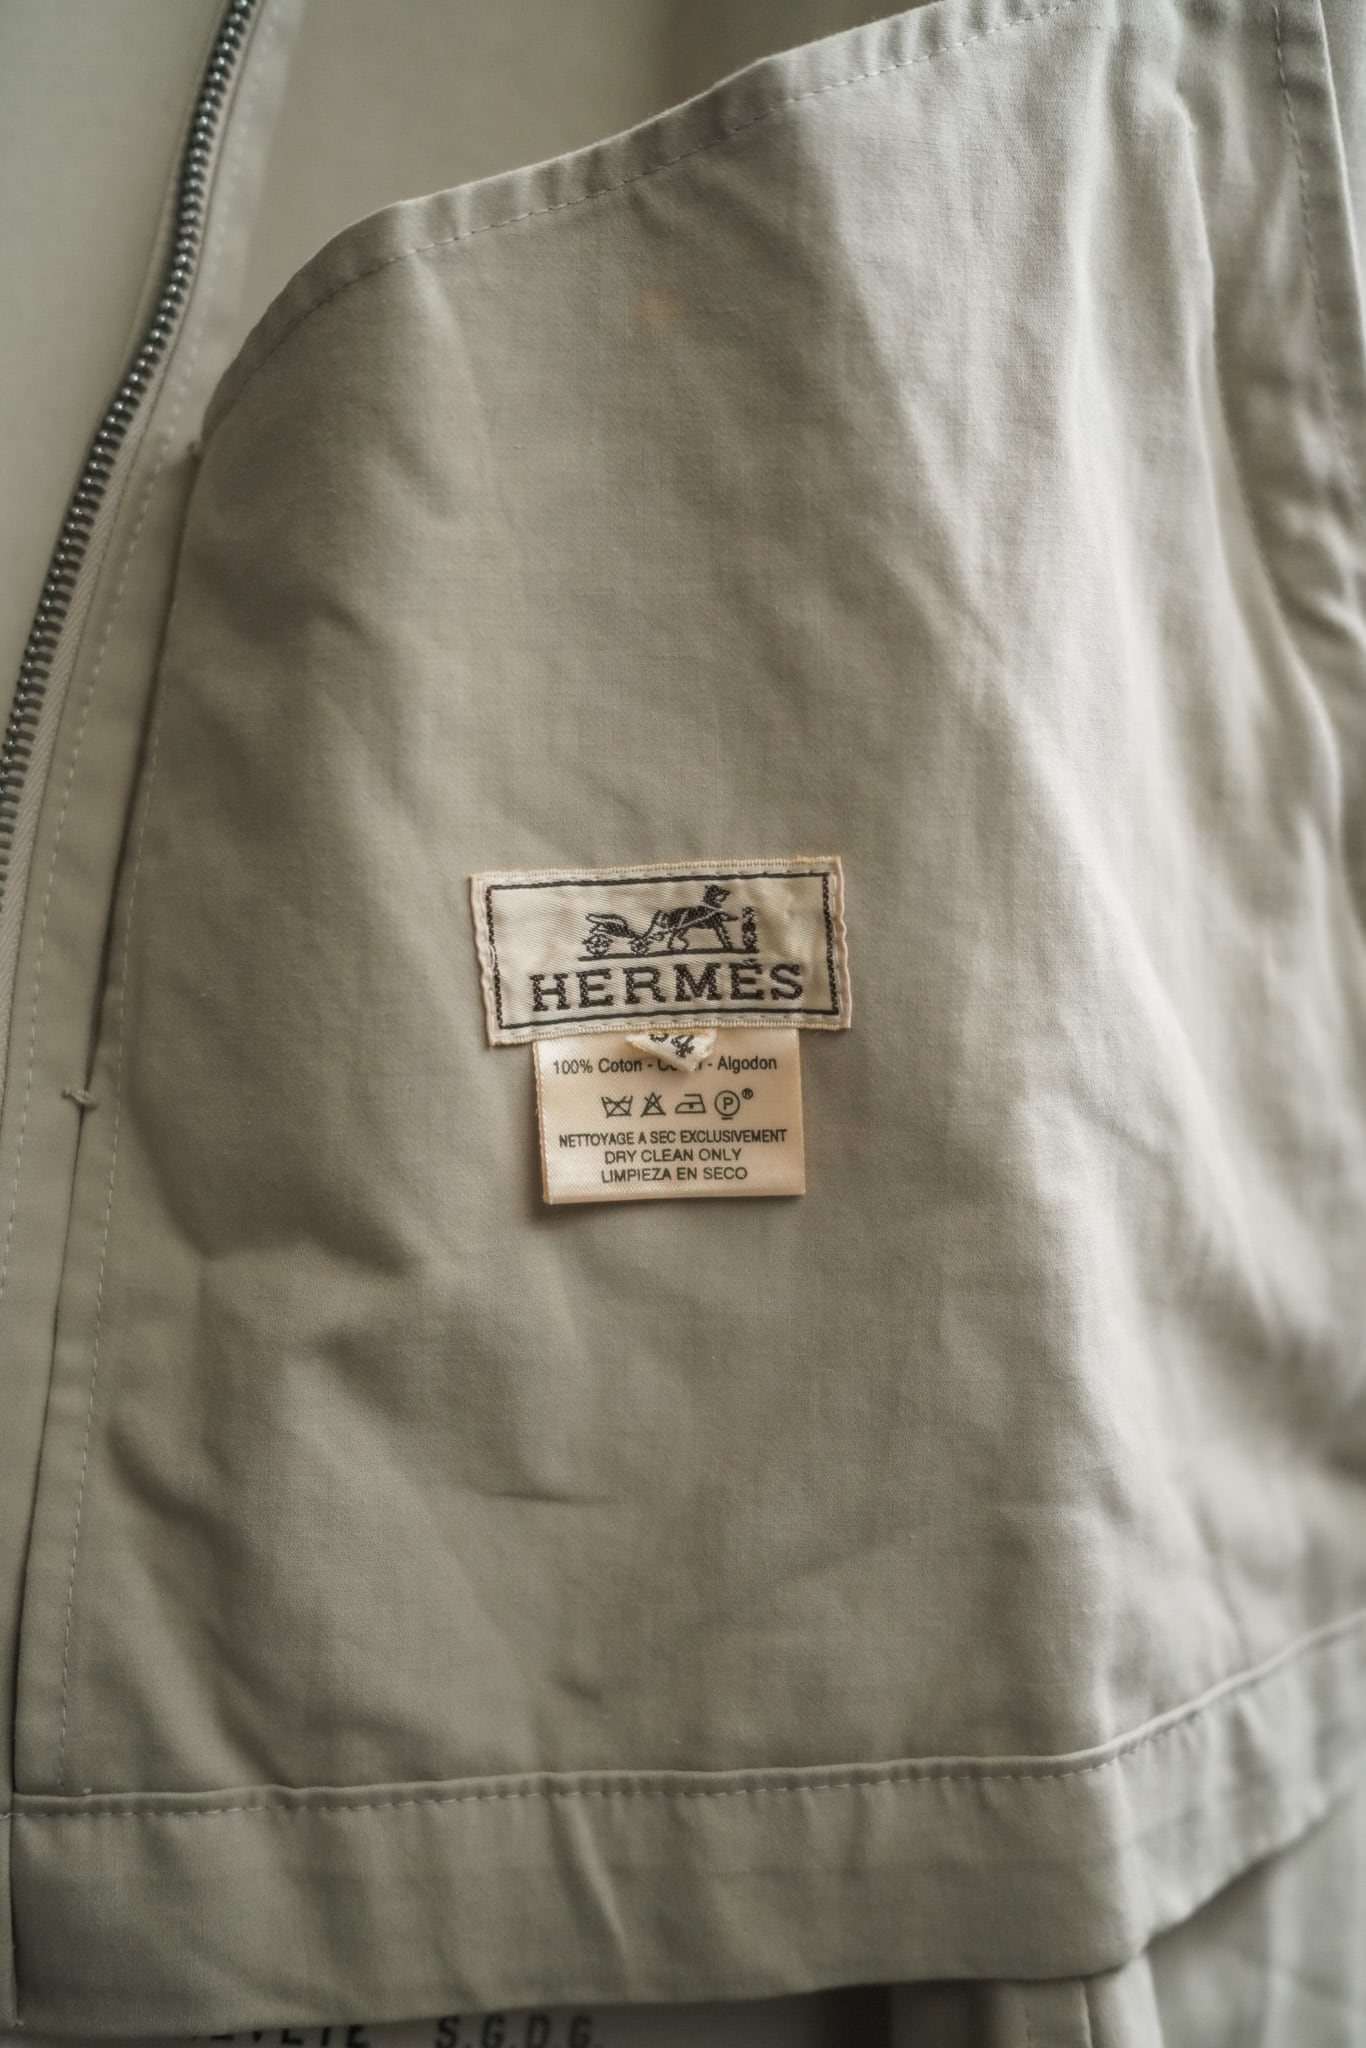 HERMÈS
100% Coton - - Algodon
P®
NETTOYAGE A SEC EXCLUSIVEMENT
DRY CLEAN ONLY
LIMPIEZA EN SECO
S.G.D.G.